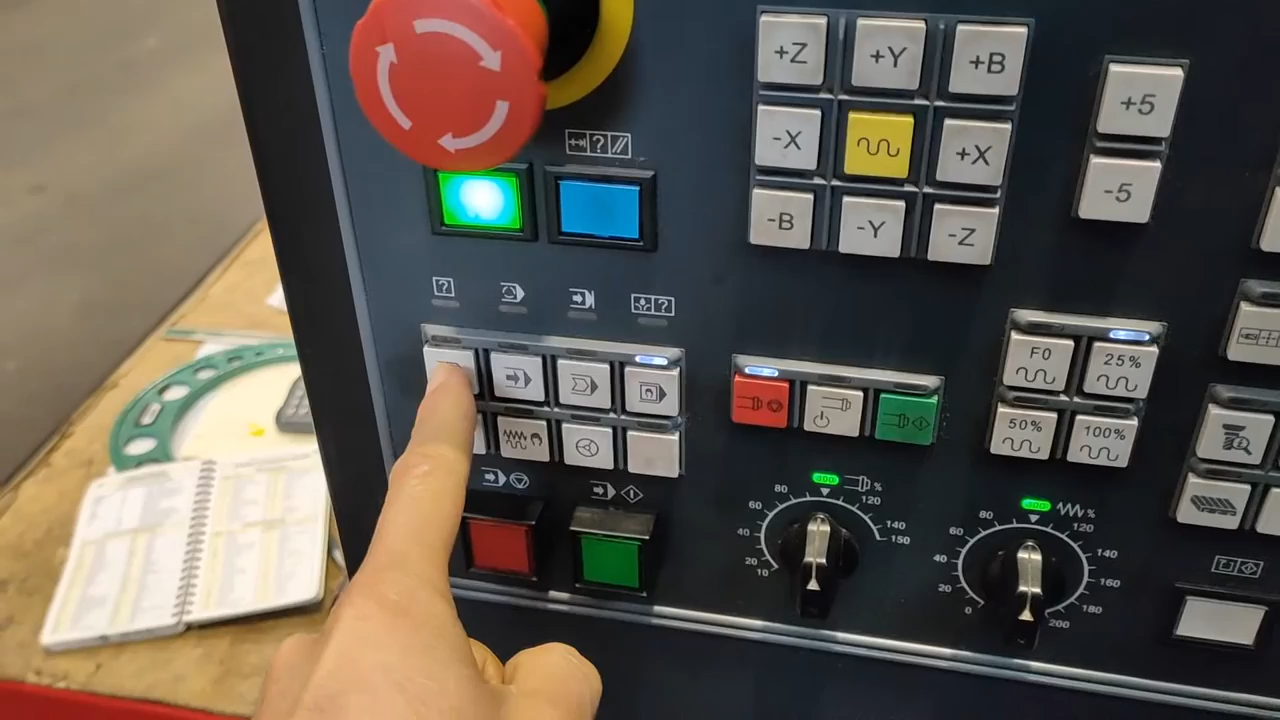 +Z +Y +B
-X +X
-B -Y -Z
+5
-5
?
?
?
F0 25%
50% 100%
100 %
10 20 40 60 80 120 140 150
100 %
0 20 40 60 80 120 140 160 180 200